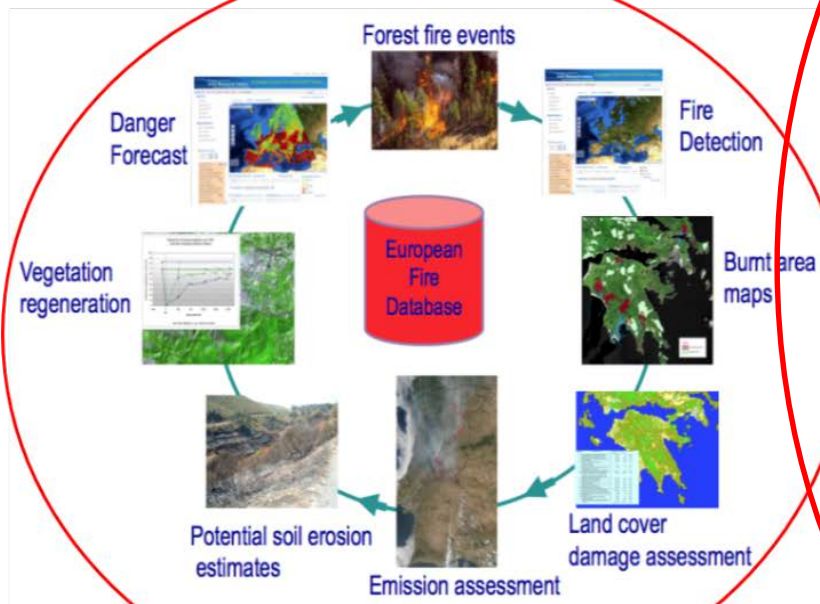 Forest fire events
Danger
Forecast
Fire
Detection
European
Fire
Database
Vegetation
regeneration
Burnt area
maps
Potential soil erosion
estimates
Emission assessment
Land cover
damage assessment